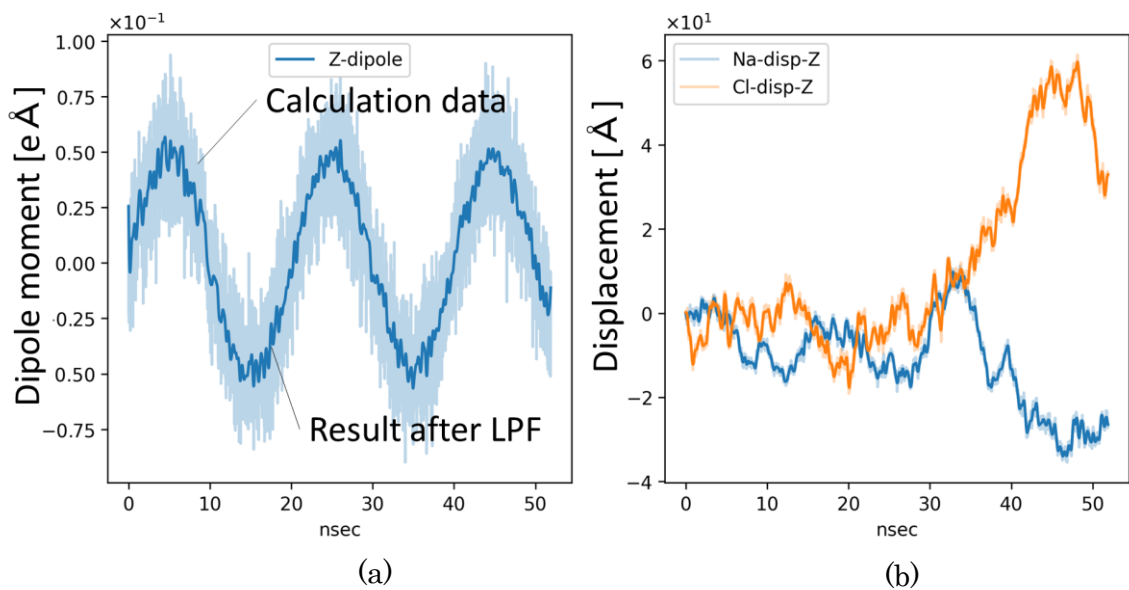 ×10⁻¹
Dipole moment [e Å]
1.00
0.75
0.50
0.25
0.00
-0.25
0.50
−0.75
Z-dipole
Calculation data
Result after LPF
0 10 20 30 40 50
nsec
(a)
×10¹
Displacement [Å]
6
4
2
0
−2
−4
Na-disp-Z
Cl-disp-Z
0 10 20 30 40 50
nsec
(b)